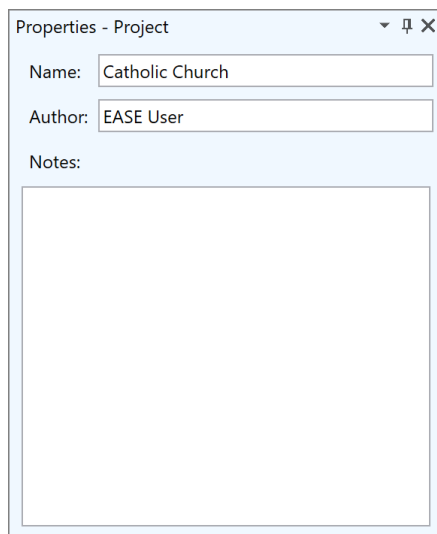 Properties - Project
Name: Catholic Church
Author: EASE User
Notes: